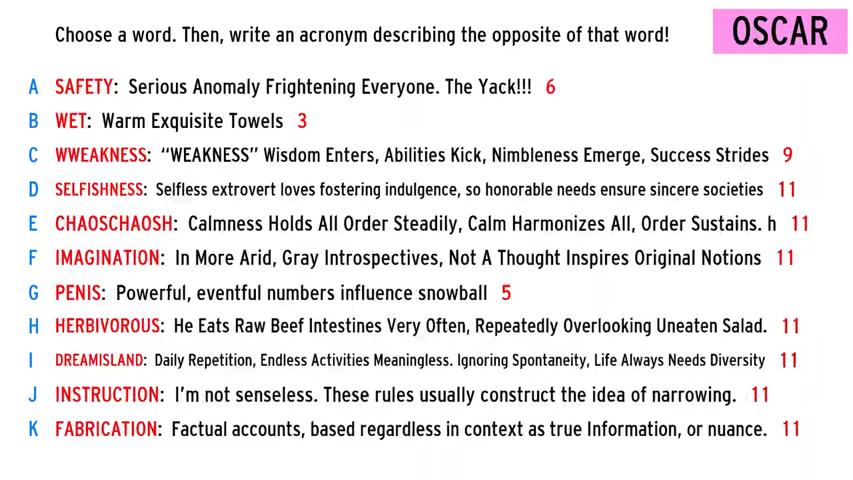 Choose a word. Then, write an acronym describing the opposite of that word!
OSCAR
A SAFETY: Serious Anomaly Frightening Everyone. The Yack!!! 6
B WET: Warm Exquisite Towels 3
C WWEAKNESS: “WEAKNESS” Wisdom Enters, Abilities Kick, Nimbleness Emerge, Success Strides 9
D SELFISHNESS: Selfless extrovert loves fostering indulgence, so honorable needs ensure sincere societies 11
E CHAOSCHAOSH: Calmness Holds All Order Steadily, Calm Harmonizes All, Order Sustains. h 11
F IMAGINATION: In More Arid, Gray Introspectives, Not A Thought Inspires Original Notions 11
G PENIS: Powerful, eventful numbers influence snowball 5
H HERBIVOROUS: He Eats Raw Beef Intestines Very Often, Repeatedly Overlooking Uneaten Salad. 11
I DREAMISLAND: Daily Repetition, Endless Activities Meaningless. Ignoring Spontaneity, Life Always Needs Diversity 11
J INSTRUCTION: I’m not senseless. These rules usually construct the idea of narrowing. 11
K FABRICATION: Factual accounts, based regardless in context as true Information, or nuance. 11